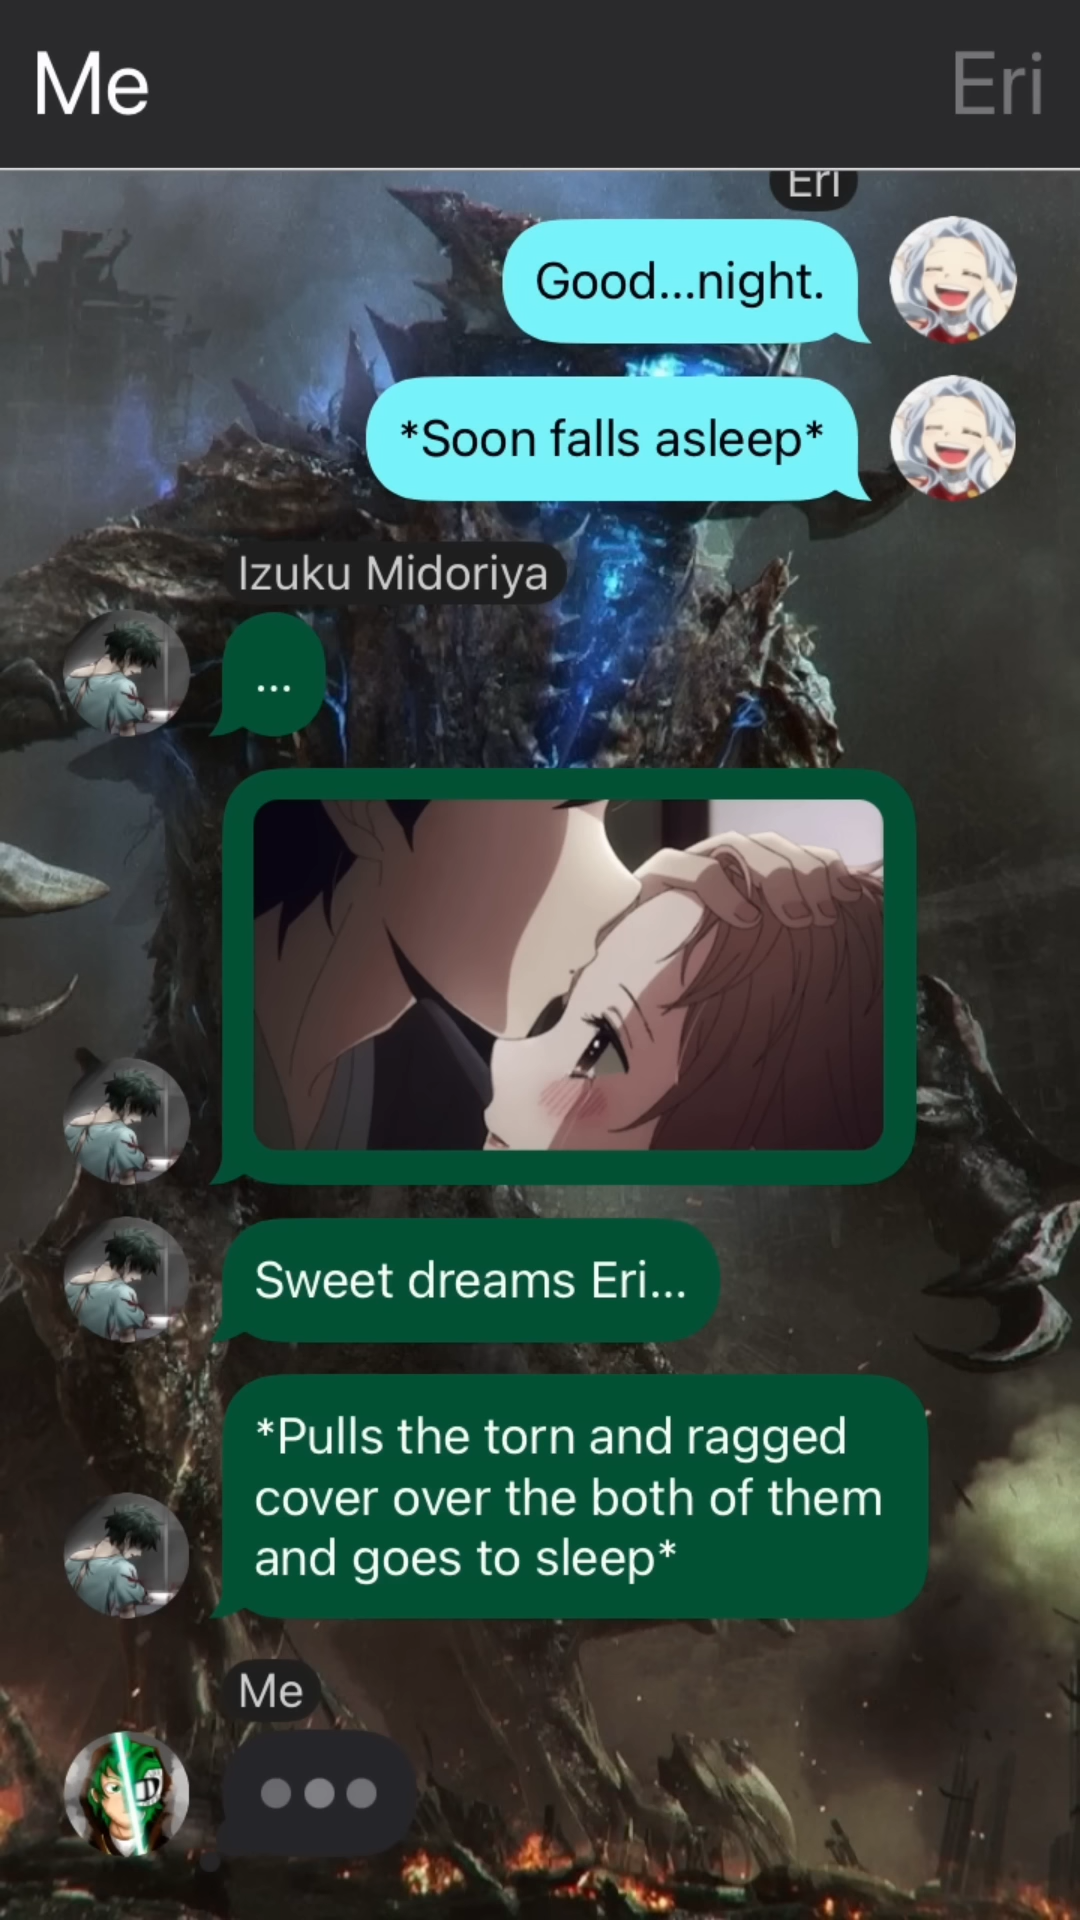 Me
Eri
Eri
Good...night.
*Soon falls asleep*
Izuku Midoriya
...
Sweet dreams Eri...
*Pulls the torn and ragged
cover over the both of them
and goes to sleep*
Me